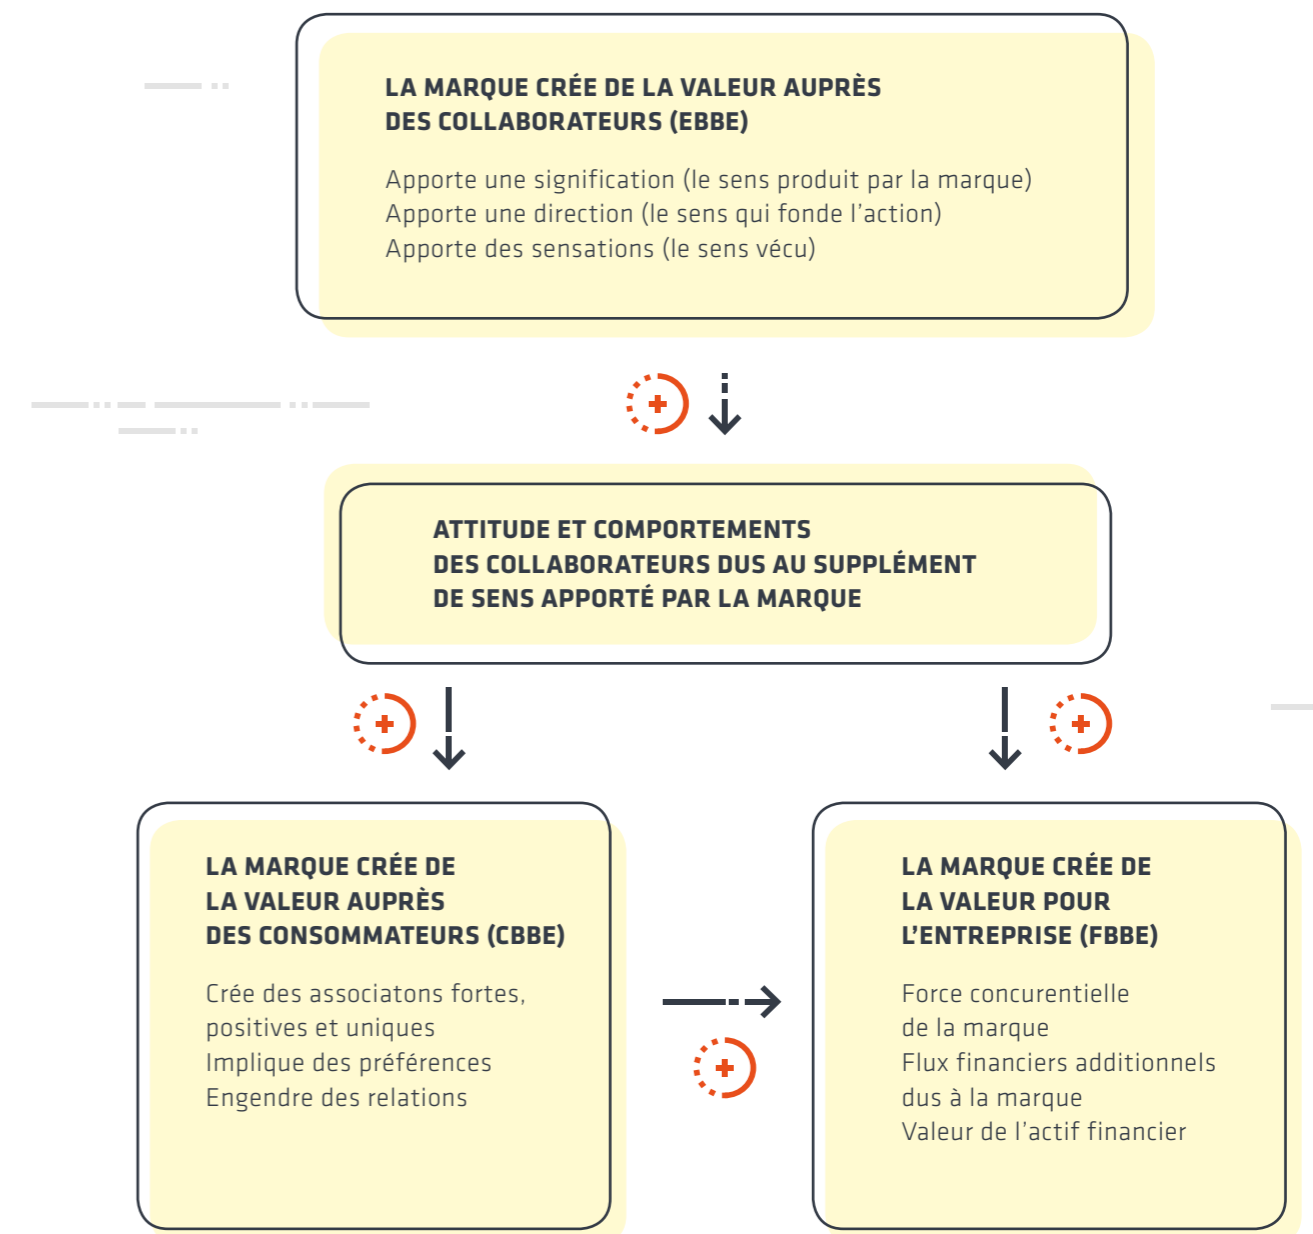 LA MARQUE CRÉE DE LA VALEUR AUPRÈS
DES COLLABORATEURS (EBBE)
Apporte une signification (le sens produit par la marque)
Apporte une direction (le sens qui fonde l’action)
Apporte des sensations (le sens vécu)
ATTITUDE ET COMPORTEMENTS
DES COLLABORATEURS DUS AU SUPPLÉMENT
DE SENS APPORTÉ PAR LA MARQUE
LA MARQUE CRÉE DE
LA VALEUR AUPRÈS
DES CONSOMMATEURS (CBBE)
Crée des associatons fortes,
positives et uniques
Implique des préférences
Engendre des relations
LA MARQUE CRÉE DE
LA VALEUR POUR
L’ENTREPRISE (FBBE)
Force concurentielle
de la marque
Flux financiers additionnels
dus à la marque
Valeur de l’actif financier